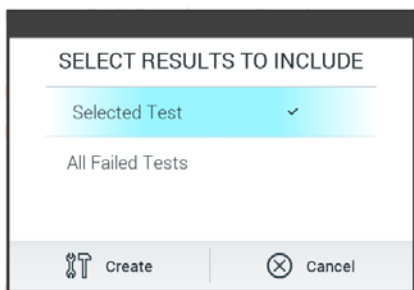 SELECT RESULTS TO INCLUDE
Selected Test
All Failed Tests
Create
Cancel